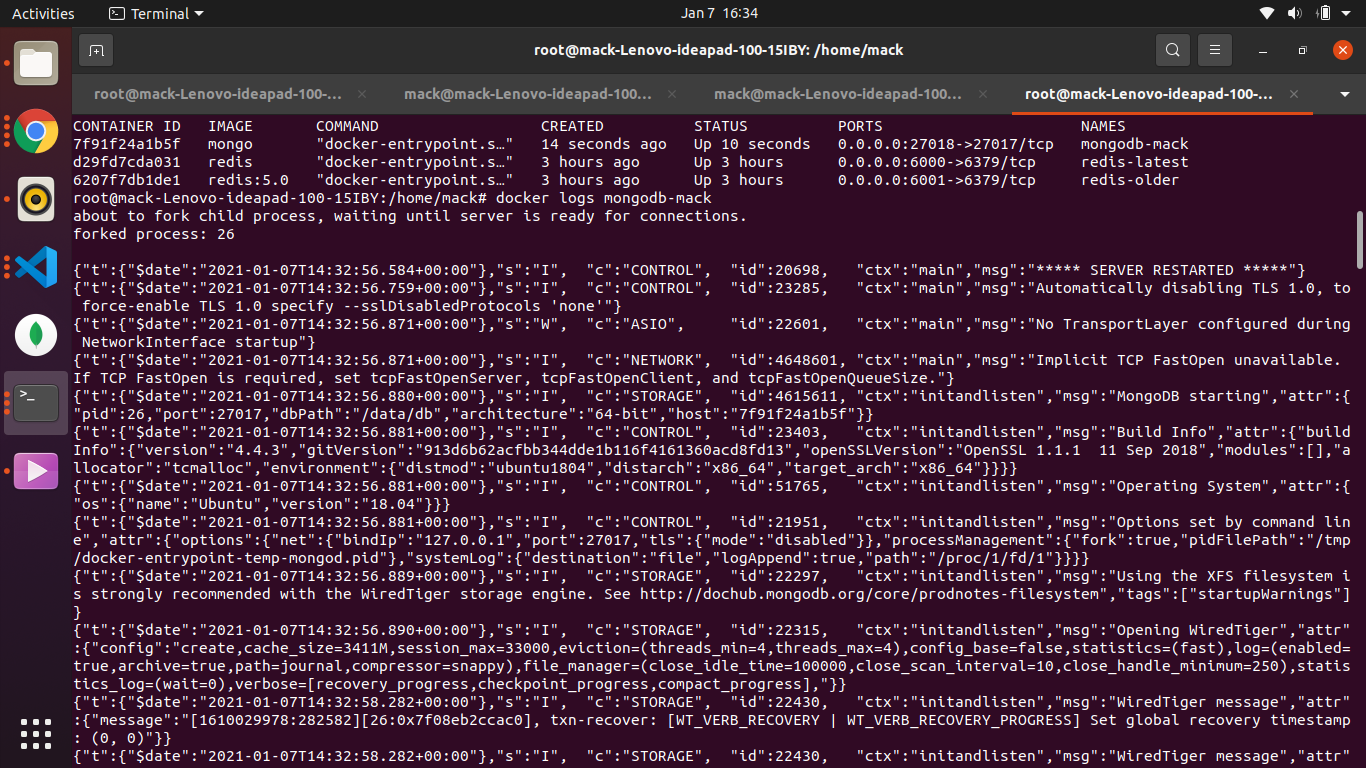 Activities
Terminal
Jan 7 16:34
root@mack-Lenovo-ideapad-100-15IBY: /home/mack
root@mack-Lenovo-ideapad-100-...
mack@mack-Lenovo-ideapad-100...
mack@mack-Lenovo-ideapad-100...
root@mack-Lenovo-ideapad-100-...
CONTAINER ID   IMAGE       COMMAND                  CREATED          STATUS          PORTS                      NAMES
7f91f24a1b5f   mongo       "docker-entrypoint.s…"   14 seconds ago   Up 10 seconds   0.0.0.0:27018->27017/tcp   mongodb-mack
d29fd7cda031   redis       "docker-entrypoint.s…"   3 hours ago      Up 3 hours      0.0.0.0:6000->6379/tcp     redis-latest
6207f7db1de1   redis:5.0   "docker-entrypoint.s…"   3 hours ago      Up 3 hours      0.0.0.0:6001->6379/tcp     redis-older
root@mack-Lenovo-ideapad-100-15IBY:/home/mack# docker logs mongodb-mack
about to fork child process, waiting until server is ready for connections.
forked process: 26
{"t":{"$date":"2021-01-07T14:32:56.584+00:00"},"s":"I",  "c":"CONTROL",  "id":20698,   "ctx":"main","msg":"***** SERVER RESTARTED *****"}
{"t":{"$date":"2021-01-07T14:32:56.759+00:00"},"s":"I",  "c":"CONTROL",  "id":23285,   "ctx":"main","msg":"Automatically disabling TLS 1.0, to
 force-enable TLS 1.0 specify --sslDisabledProtocols 'none'"}
{"t":{"$date":"2021-01-07T14:32:56.871+00:00"},"s":"W",  "c":"ASIO",     "id":22601,   "ctx":"main","msg":"No TransportLayer configured during
 NetworkInterface startup"}
{"t":{"$date":"2021-01-07T14:32:56.871+00:00"},"s":"I",  "c":"NETWORK",  "id":4648601, "ctx":"main","msg":"Implicit TCP FastOpen unavailable.
If TCP FastOpen is required, set tcpFastOpenServer, tcpFastOpenClient, and tcpFastOpenQueueSize."}
{"t":{"$date":"2021-01-07T14:32:56.880+00:00"},"s":"I",  "c":"STORAGE",  "id":4615611, "ctx":"initandlisten","msg":"MongoDB starting","attr":{
"pid":26,"port":27017,"dbPath":"/data/db","architecture":"64-bit","host":"7f91f24a1b5f"}}
{"t":{"$date":"2021-01-07T14:32:56.881+00:00"},"s":"I",  "c":"CONTROL",  "id":23403,   "ctx":"initandlisten","msg":"Build Info","attr":{"build
Info":{"version":"4.4.3","gitVersion":"913d6b62acfbb344dde1b116f4161360acd8fd13","openSSLVersion":"OpenSSL 1.1.1  11 Sep 2018","modules":[],"a
llocator":"tcmalloc","environment":{"distmod":"ubuntu1804","distarch":"x86_64","target_arch":"x86_64"}}}}
{"t":{"$date":"2021-01-07T14:32:56.881+00:00"},"s":"I",  "c":"CONTROL",  "id":51765,   "ctx":"initandlisten","msg":"Operating System","attr":{
"os":{"name":"Ubuntu","version":"18.04"}}}
{"t":{"$date":"2021-01-07T14:32:56.881+00:00"},"s":"I",  "c":"CONTROL",  "id":21951,   "ctx":"initandlisten","msg":"Options set by command lin
e","attr":{"options":{"net":{"bindIp":"127.0.0.1","port":27017,"tls":{"mode":"disabled"}},"processManagement":{"fork":true,"pidFilePath":"/tmp
/docker-entrypoint-temp-mongod.pid"},"systemLog":{"destination":"file","logAppend":true,"path":"/proc/1/fd/1"}}}}
{"t":{"$date":"2021-01-07T14:32:56.889+00:00"},"s":"I",  "c":"STORAGE",  "id":22297,   "ctx":"initandlisten","msg":"Using the XFS filesystem i
s strongly recommended with the WiredTiger storage engine. See http://dochub.mongodb.org/core/prodnotes-filesystem","tags":["startupWarnings"]
}
{"t":{"$date":"2021-01-07T14:32:56.890+00:00"},"s":"I",  "c":"STORAGE",  "id":22315,   "ctx":"initandlisten","msg":"Opening WiredTiger","attr"
:{"config":"create,cache_size=3411M,session_max=33000,eviction=(threads_min=4,threads_max=4),config_base=false,statistics=(fast),log=(enabled=
true,archive=true,path=journal,compressor=snappy),file_manager=(close_idle_time=100000,close_scan_interval=10,close_handle_minimum=250),statis
tics_log=(wait=0),verbose=[recovery_progress,checkpoint_progress,compact_progress],"}}
{"t":{"$date":"2021-01-07T14:32:58.282+00:00"},"s":"I",  "c":"STORAGE",  "id":22430,   "ctx":"initandlisten","msg":"WiredTiger message","attr"
:{"message":"[1610029978:282582][26:0x7f08eb2ccac0], txn-recover: [WT_VERB_RECOVERY | WT_VERB_RECOVERY_PROGRESS] Set global recovery timestamp
: (0, 0)"}}
{"t":{"$date":"2021-01-07T14:32:58.282+00:00"},"s":"I",  "c":"STORAGE",  "id":22430,   "ctx":"initandlisten","msg":"WiredTiger message","attr"